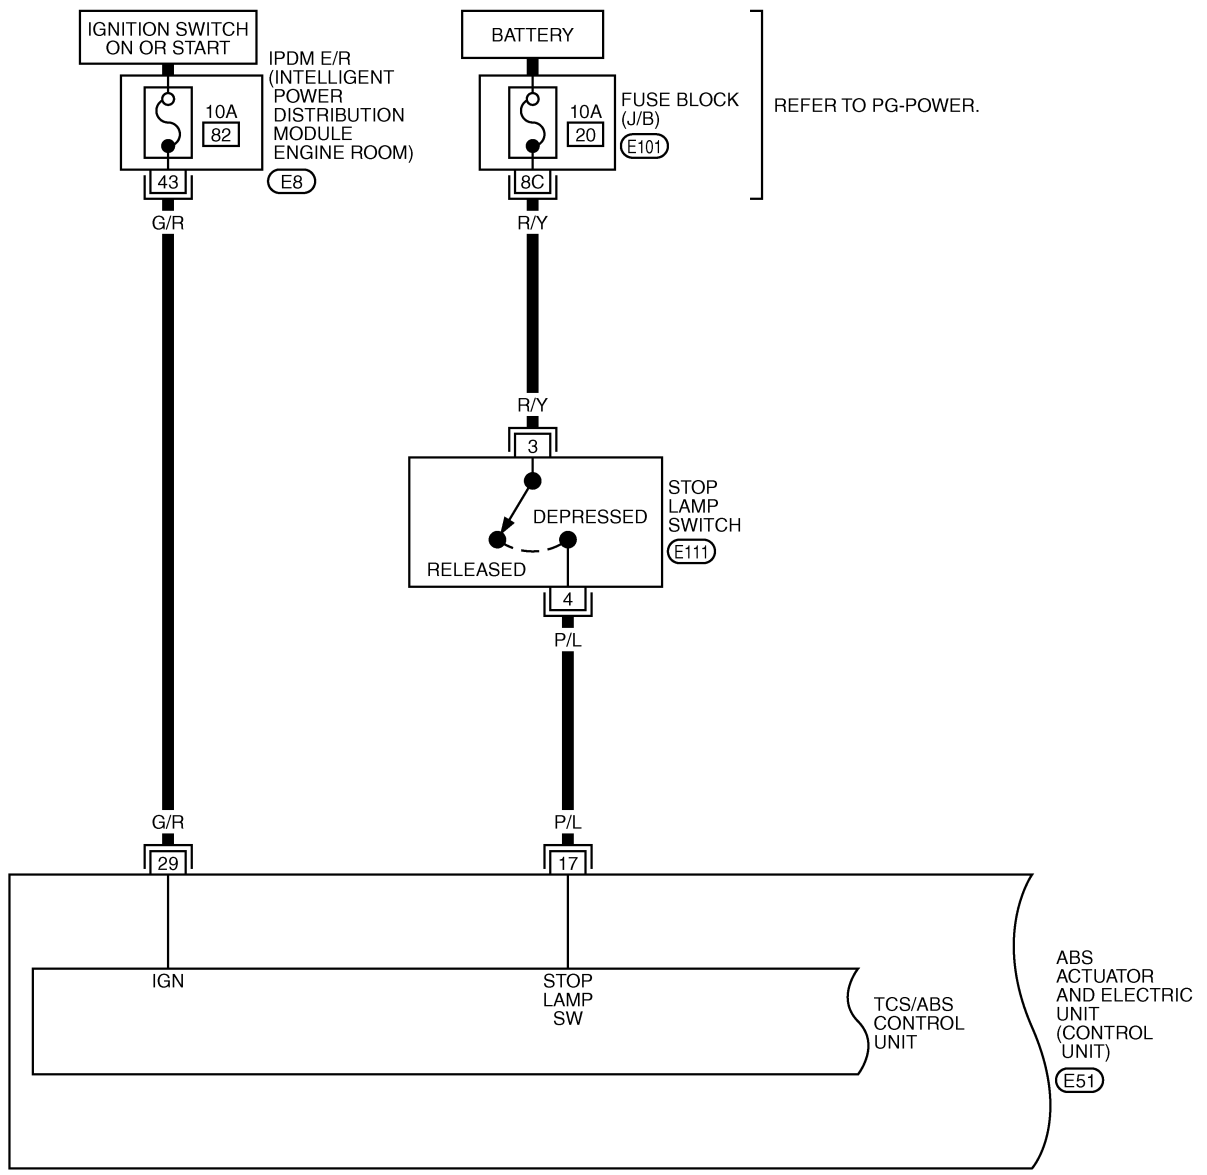 IGNITION SWITCH
ON OR START
BATTERY
IPDM E/R
(INTELLIGENT
POWER
DISTRIBUTION
MODULE
ENGINE ROOM)
E8
10A
82
10A
20
FUSE BLOCK
(J/B)
E101
REFER TO PG-POWER.
43
8C
G/R
R/Y
R/Y
3
DEPRESSED
RELEASED
STOP
LAMP
SWITCH
E111
4
P/L
G/R
P/L
29
17
IGN
STOP
LAMP
SW
TCS/ABS
CONTROL
UNIT
ABS
ACTUATOR
AND ELECTRIC
UNIT
(CONTROL
UNIT)
E51